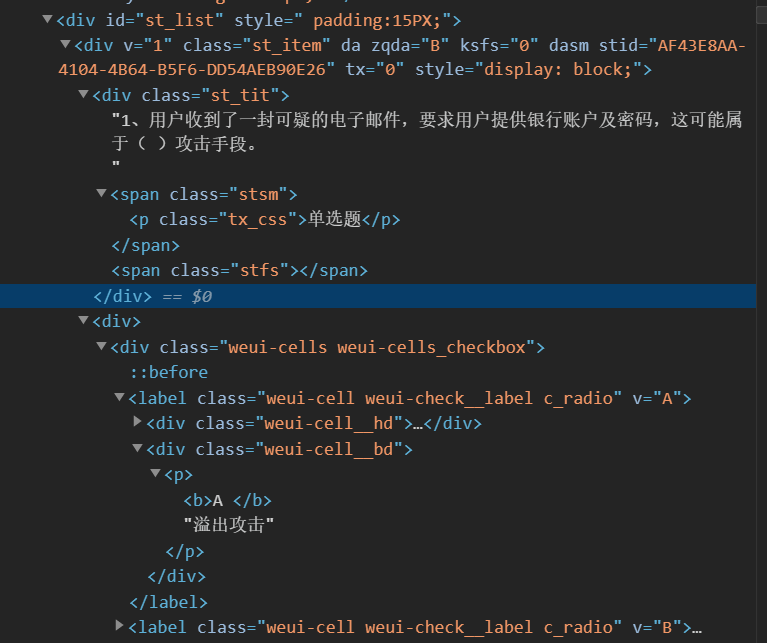 <div id="st_list" style=" padding:15PX;">
<div v="1" class="st_item" da zqda="B" ksfs="0" dasm stid="AF43E8AA-
4104-4B64-B5F6-DD54AEB90E26" tx="0" style="display: block;">
<div class="st_tit">
"1、用户收到了一封可疑的电子邮件，要求用户提供银行账户及密码，这可能属
于（ ）攻击手段。
"
<span class="stsm">
<p class="tx_css">单选题</p>
</span>
<span class="stfs"></span>
</div> == $0
<div>
<div class="weui-cells weui-cells_checkbox">
::before
<label class="weui-cell weui-check__label c_radio" v="A">
<div class="weui-cell__hd">…</div>
<div class="weui-cell__bd">
<p>
<b>A </b>
"溢出攻击"
</p>
</div>
</label>
<label class="weui-cell weui-check__label c_radio" v="B">…